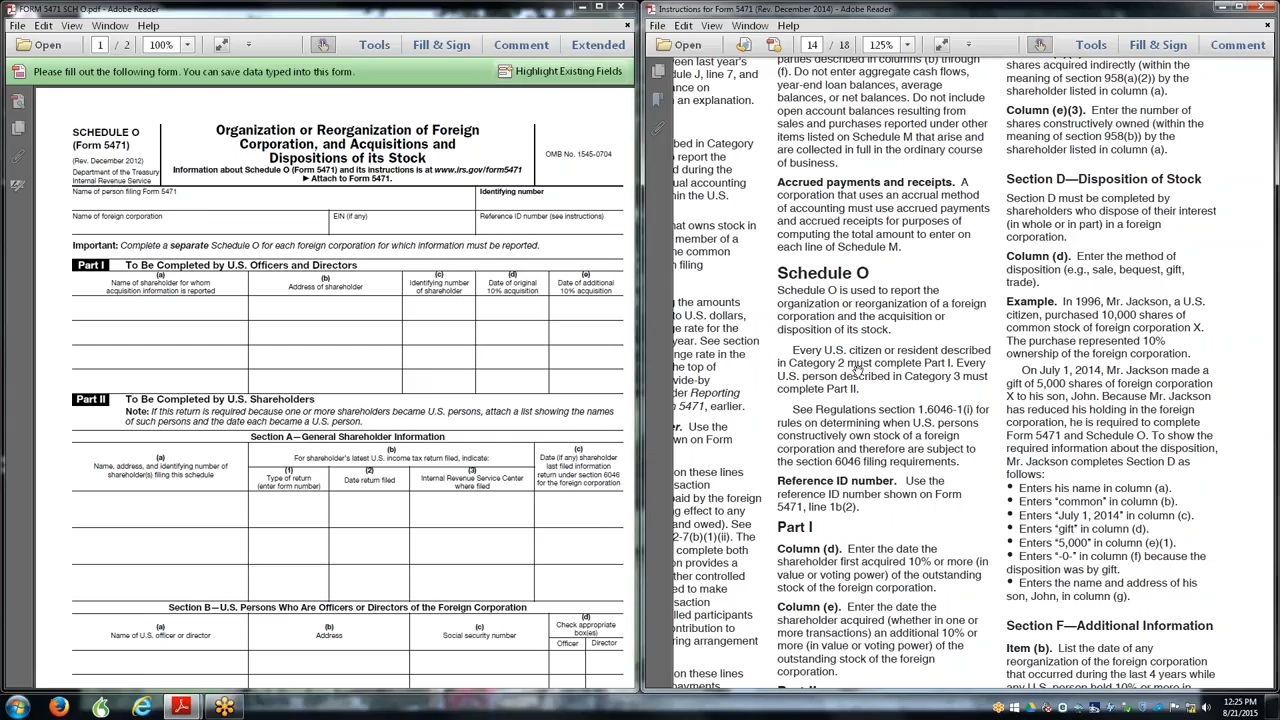 FORM 5471 SCH O.pdf - Adobe Reader
File Edit View Window Help
Open 1 / 2 100% Tools Fill & Sign Comment Extended
Please fill out the following form. You can save data typed into this form.
Highlight Existing Fields
SCHEDULE O
(Form 5471)
(Rev. December 2012)
Department of the Treasury
Internal Revenue Service
Organization or Reorganization of Foreign
Corporation, and Acquisitions and
Dispositions of its Stock
Information about Schedule O (Form 5471) and its instructions is at www.irs.gov/form5471
▶ Attach to Form 5471.
OMB No. 1545-0704
Name of person filing Form 5471
Identifying number
Name of foreign corporation
EIN (if any)
Reference ID number (see instructions)
Important: Complete a separate Schedule O for each foreign corporation for which information must be reported.
Part I To Be Completed by U.S. Officers and Directors
(a)
Name of shareholder for whom
acquisition information is reported
(b)
Address of shareholder
(c)
Identifying number
of shareholder
(d)
Date of original
10% acquisition
(e)
Date of additional
10% acquisition
Part II To Be Completed by U.S. Shareholders
Note: If this return is required because one or more shareholders became U.S. persons, attach a list showing the names
of such persons and the date each became a U.S. person.
Section A—General Shareholder Information
(a)
Name, address, and identifying number of
shareholder(s) filing this schedule
(b)
For shareholder's latest U.S. income tax return filed, indicate:
(1)
Type of return
(enter form number)
(2)
Date return filed
(3)
Internal Revenue Service Center
where filed
(c)
Date (if any) shareholder
last filed information
return under section 6046
for the foreign corporation
Section B—U.S. Persons Who Are Officers or Directors of the Foreign Corporation
(a)
Name of U.S. officer or director
(b)
Address
(c)
Social security number
(d)
Check appropriate
box(es)
Officer Director
Instructions for Form 5471 (Rev. December 2014) - Adobe Reader
File Edit View Window Help
Open 14 / 18 125% Tools Fill & Sign Comment
een last year's
dule J, line 7, and
nce on
an explanation.
bed in Category
report the
d during the
ual accounting
hin the U.S.
hat owns stock in
member of a
he common
filing
g the amounts
to U.S. dollars,
ge rate for the
year. See section
nge rate in the
he top of
vide-by
der Reporting
5471, earlier.
r. Use the
wn on Form
on these lines
nsaction
paid by the foreign
g effect to any
and owed). See
2-7(b)(1)(ii). The
complete both
on provides a
ther controlled
ed to make
saction
lled participants
ontribution to
ring arrangement
on these lines
payments
parties described in columns (b) through
(f). Do not enter aggregate cash flows,
year-end loan balances, average
balances, or net balances. Do not include
open account balances resulting from
sales and purchases reported under other
items listed on Schedule M that arise and
are collected in full in the ordinary course
of business.
Accrued payments and receipts. A
corporation that uses an accrual method
of accounting must use accrued payments
and accrued receipts for purposes of
computing the total amount to enter on
each line of Schedule M.
Schedule O
Schedule O is used to report the
organization or reorganization of a foreign
corporation and the acquisition or
disposition of its stock.
Every U.S. citizen or resident described
in Category 2 must complete Part I. Every
U.S. person described in Category 3 must
complete Part II.
See Regulations section 1.6046-1(i) for
rules on determining when U.S. persons
constructively own stock of a foreign
corporation and therefore are subject to
the section 6046 filing requirements.
Reference ID number. Use the
reference ID number shown on Form
5471, line 1b(2).
Part I
Column (d). Enter the date the
shareholder first acquired 10% or more (in
value or voting power) of the outstanding
stock of the foreign corporation.
Column (e). Enter the date the
shareholder acquired (whether in one or
more transactions) an additional 10% or
more (in value or voting power) of the
outstanding stock of the foreign
corporation.
shares acquired indirectly (within the
meaning of section 958(a)(2)) by the
shareholder listed in column (a).
Column (e)(3). Enter the number of
shares constructively owned (within the
meaning of section 958(b)) by the
shareholder listed in column (a).
Section D—Disposition of Stock
Section D must be completed by
shareholders who dispose of their interest
(in whole or in part) in a foreign
corporation.
Column (d). Enter the method of
disposition (e.g., sale, bequest, gift,
trade).
Example. In 1996, Mr. Jackson, a U.S.
citizen, purchased 10,000 shares of
common stock of foreign corporation X.
The purchase represented 10%
ownership of the foreign corporation.
On July 1, 2014, Mr. Jackson made a
gift of 5,000 shares of foreign corporation
X to his son, John. Because Mr. Jackson
has reduced his holding in the foreign
corporation, he is required to complete
Form 5471 and Schedule O. To show the
required information about the disposition,
Mr. Jackson completes Section D as
follows:
• Enters his name in column (a).
• Enters “common” in column (b).
• Enters “July 1, 2014” in column (c).
• Enters “gift” in column (d).
• Enters “5,000” in column (e)(1).
• Enters “-0-” in column (f) because the
disposition was by gift.
• Enters the name and address of his
son, John, in column (g).
Section F—Additional Information
Item (b). List the date of any
reorganization of the foreign corporation
that occurred during the last 4 years while
any U.S. person held 10% or more in
12:25 PM
8/21/2015